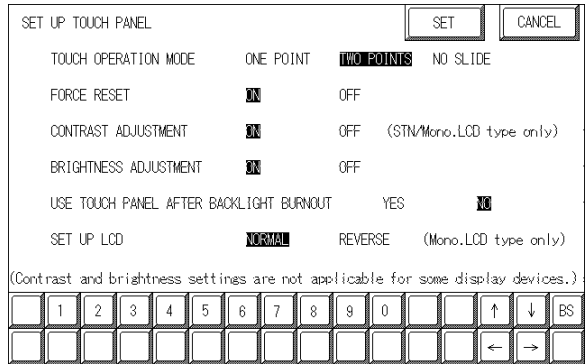 SET UP TOUCH PANEL SET CANCEL
TOUCH OPERATION MODE ONE POINT TWO POINTS NO SLIDE
FORCE RESET ON OFF
CONTRAST ADJUSTMENT ON OFF (STN/Mono.LCD type only)
BRIGHTNESS ADJUSTMENT ON OFF
USE TOUCH PANEL AFTER BACKLIGHT BURNOUT YES NO
SET UP LCD NORMAL REVERSE (Mono.LCD type only)
(Contrast and brightness settings are not applicable for some display devices.)
1 2 3 4 5 6 7 8 9 0 ↑ ↓ BS
← →